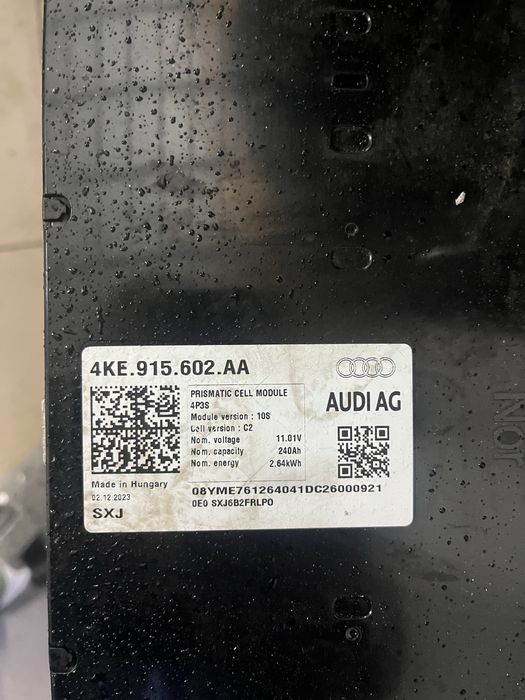 4KE.915.602.AA
PRISMATIC CELL MODULE
4P3S
Module version : 10S
Cell version : C2
Nom. voltage 11.01V
Nom. capacity 240Ah
Nom. energy 2.64kWh
AUDI AG
Made in Hungary
02.12.2023
SXJ
08YME761264041DC26000921
0E0 SXJ6B2FRLP0